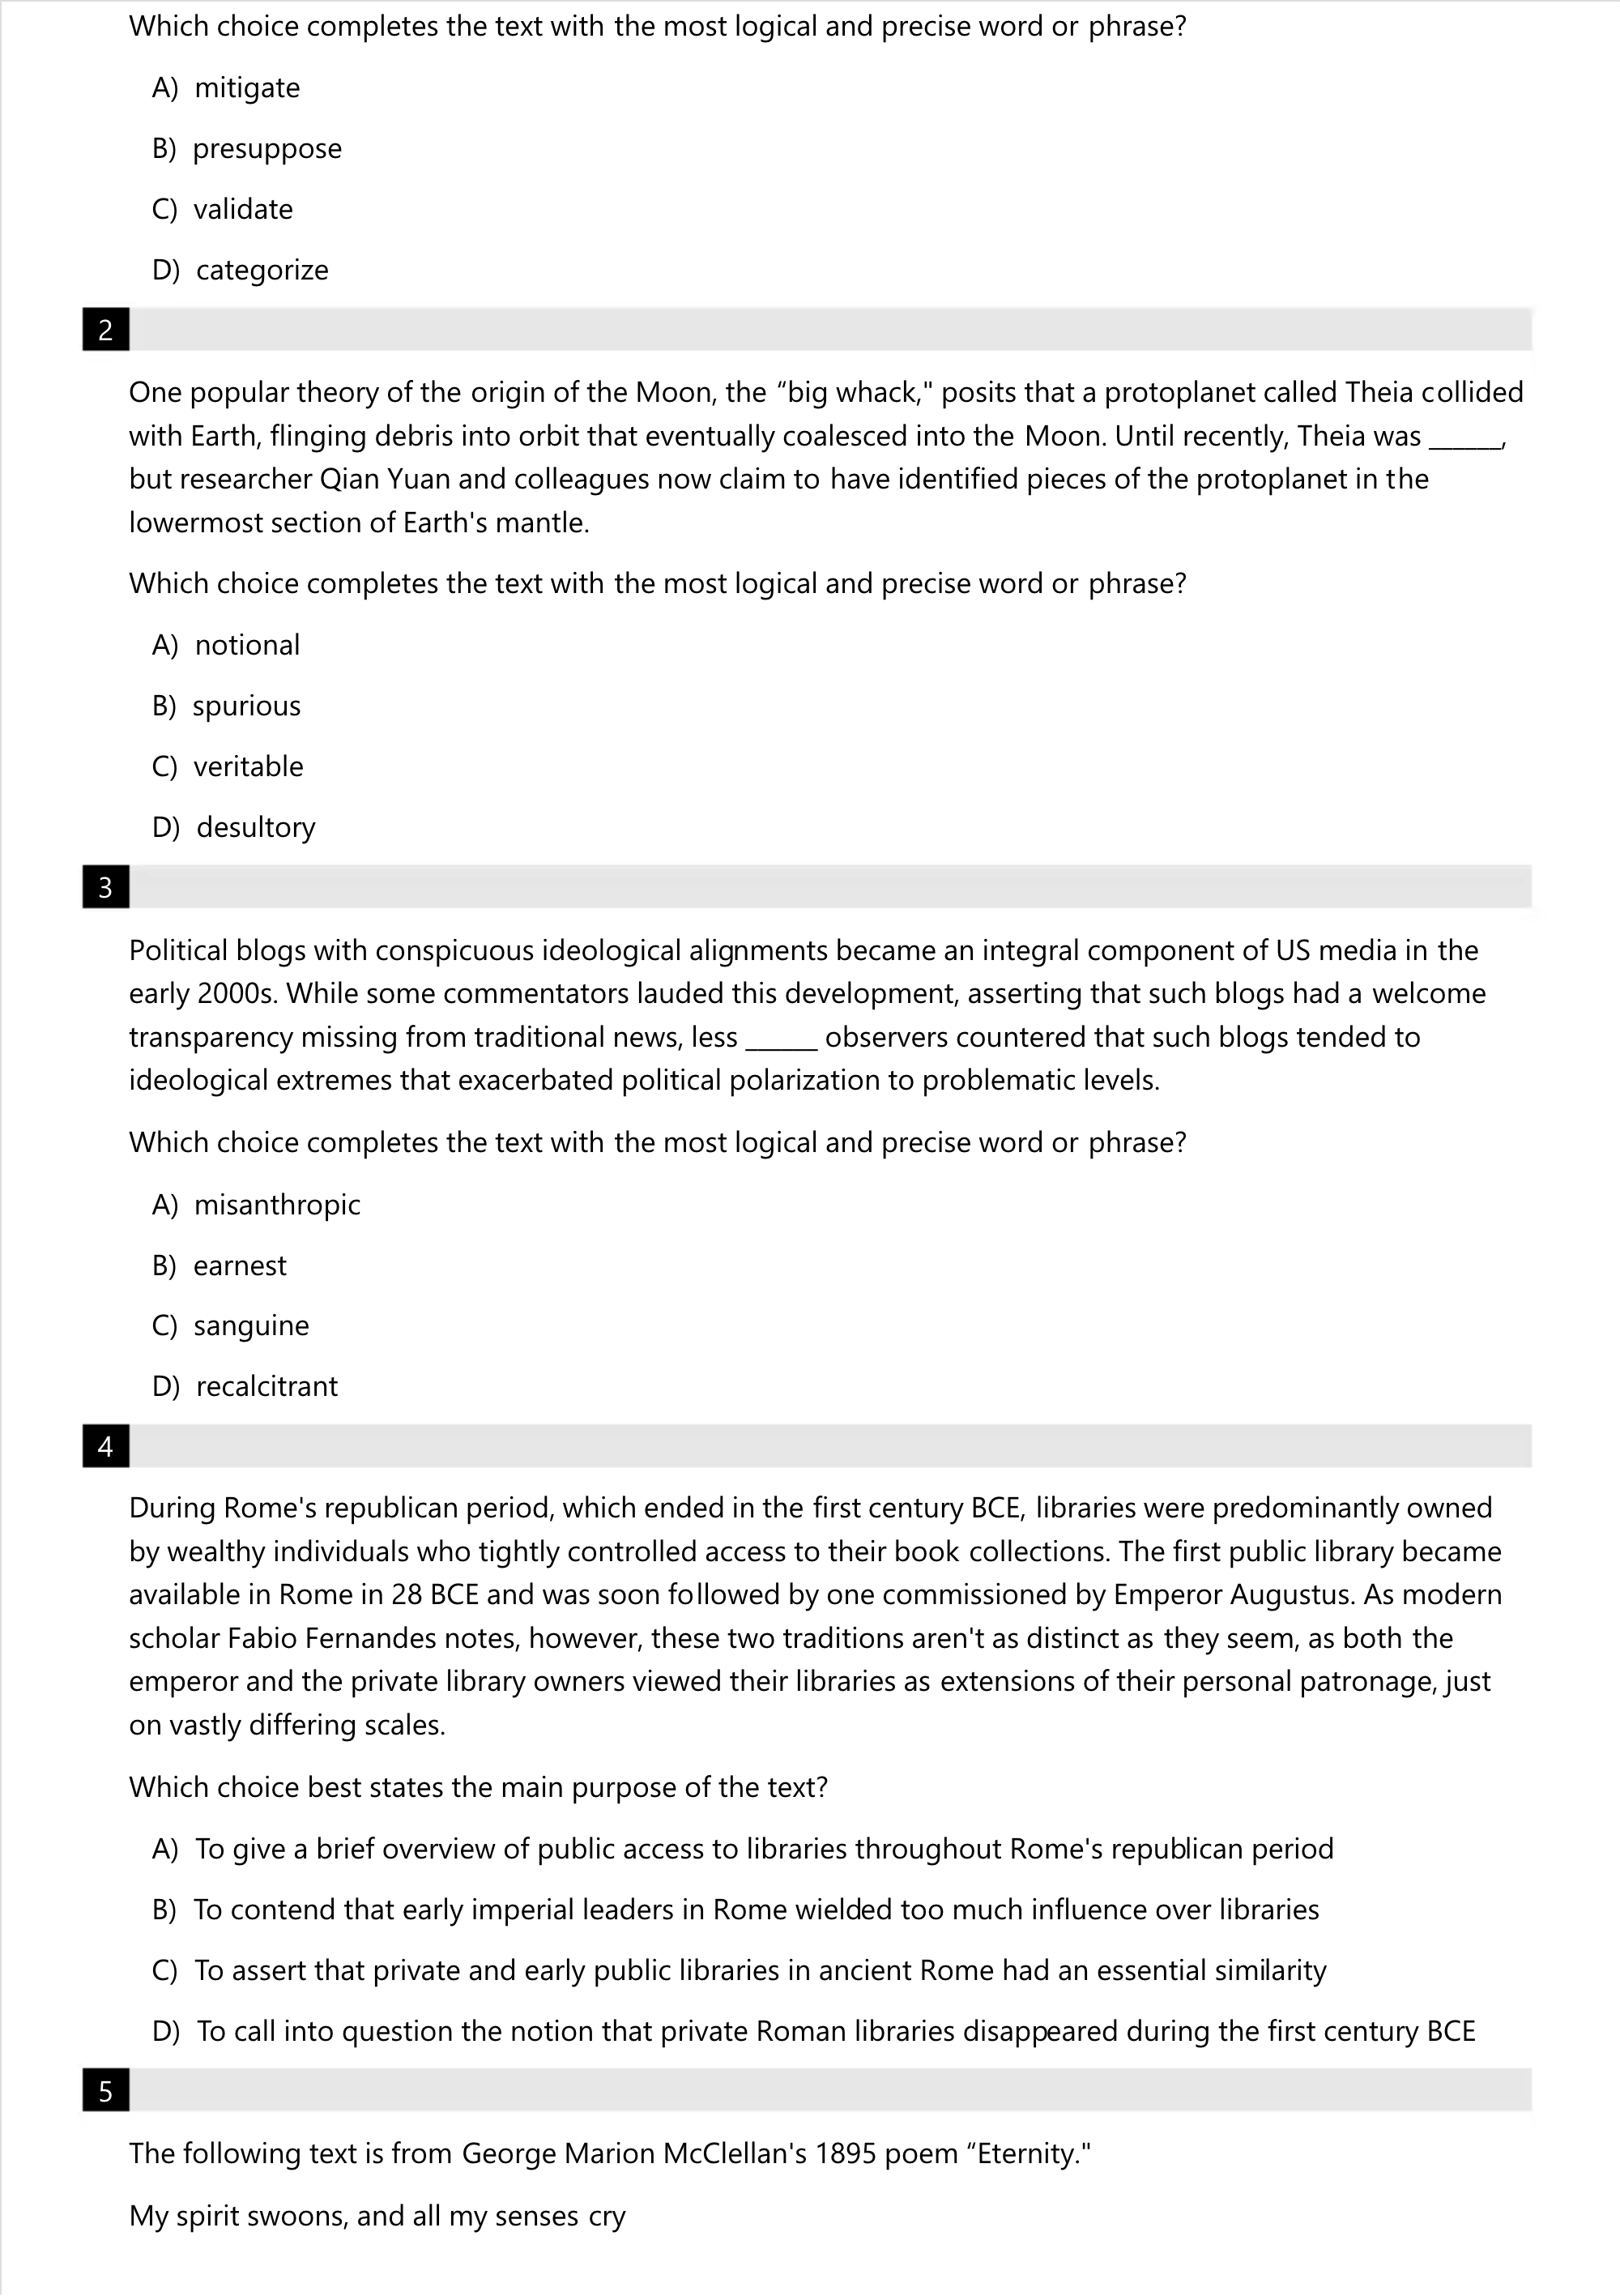 Which choice completes the text with the most logical and precise word or phrase?
A) mitigate
B) presuppose
C) validate
D) categorize
2
One popular theory of the origin of the Moon, the “big whack," posits that a protoplanet called Theia collided
with Earth, flinging debris into orbit that eventually coalesced into the Moon. Until recently, Theia was ______,
but researcher Qian Yuan and colleagues now claim to have identified pieces of the protoplanet in the
lowermost section of Earth's mantle.
Which choice completes the text with the most logical and precise word or phrase?
A) notional
B) spurious
C) veritable
D) desultory
3
Political blogs with conspicuous ideological alignments became an integral component of US media in the
early 2000s. While some commentators lauded this development, asserting that such blogs had a welcome
transparency missing from traditional news, less ______ observers countered that such blogs tended to
ideological extremes that exacerbated political polarization to problematic levels.
Which choice completes the text with the most logical and precise word or phrase?
A) misanthropic
B) earnest
C) sanguine
D) recalcitrant
4
During Rome's republican period, which ended in the first century BCE, libraries were predominantly owned
by wealthy individuals who tightly controlled access to their book collections. The first public library became
available in Rome in 28 BCE and was soon followed by one commissioned by Emperor Augustus. As modern
scholar Fabio Fernandes notes, however, these two traditions aren't as distinct as they seem, as both the
emperor and the private library owners viewed their libraries as extensions of their personal patronage, just
on vastly differing scales.
Which choice best states the main purpose of the text?
A) To give a brief overview of public access to libraries throughout Rome's republican period
B) To contend that early imperial leaders in Rome wielded too much influence over libraries
C) To assert that private and early public libraries in ancient Rome had an essential similarity
D) To call into question the notion that private Roman libraries disappeared during the first century BCE
5
The following text is from George Marion McClellan's 1895 poem “Eternity."
My spirit swoons, and all my senses cry